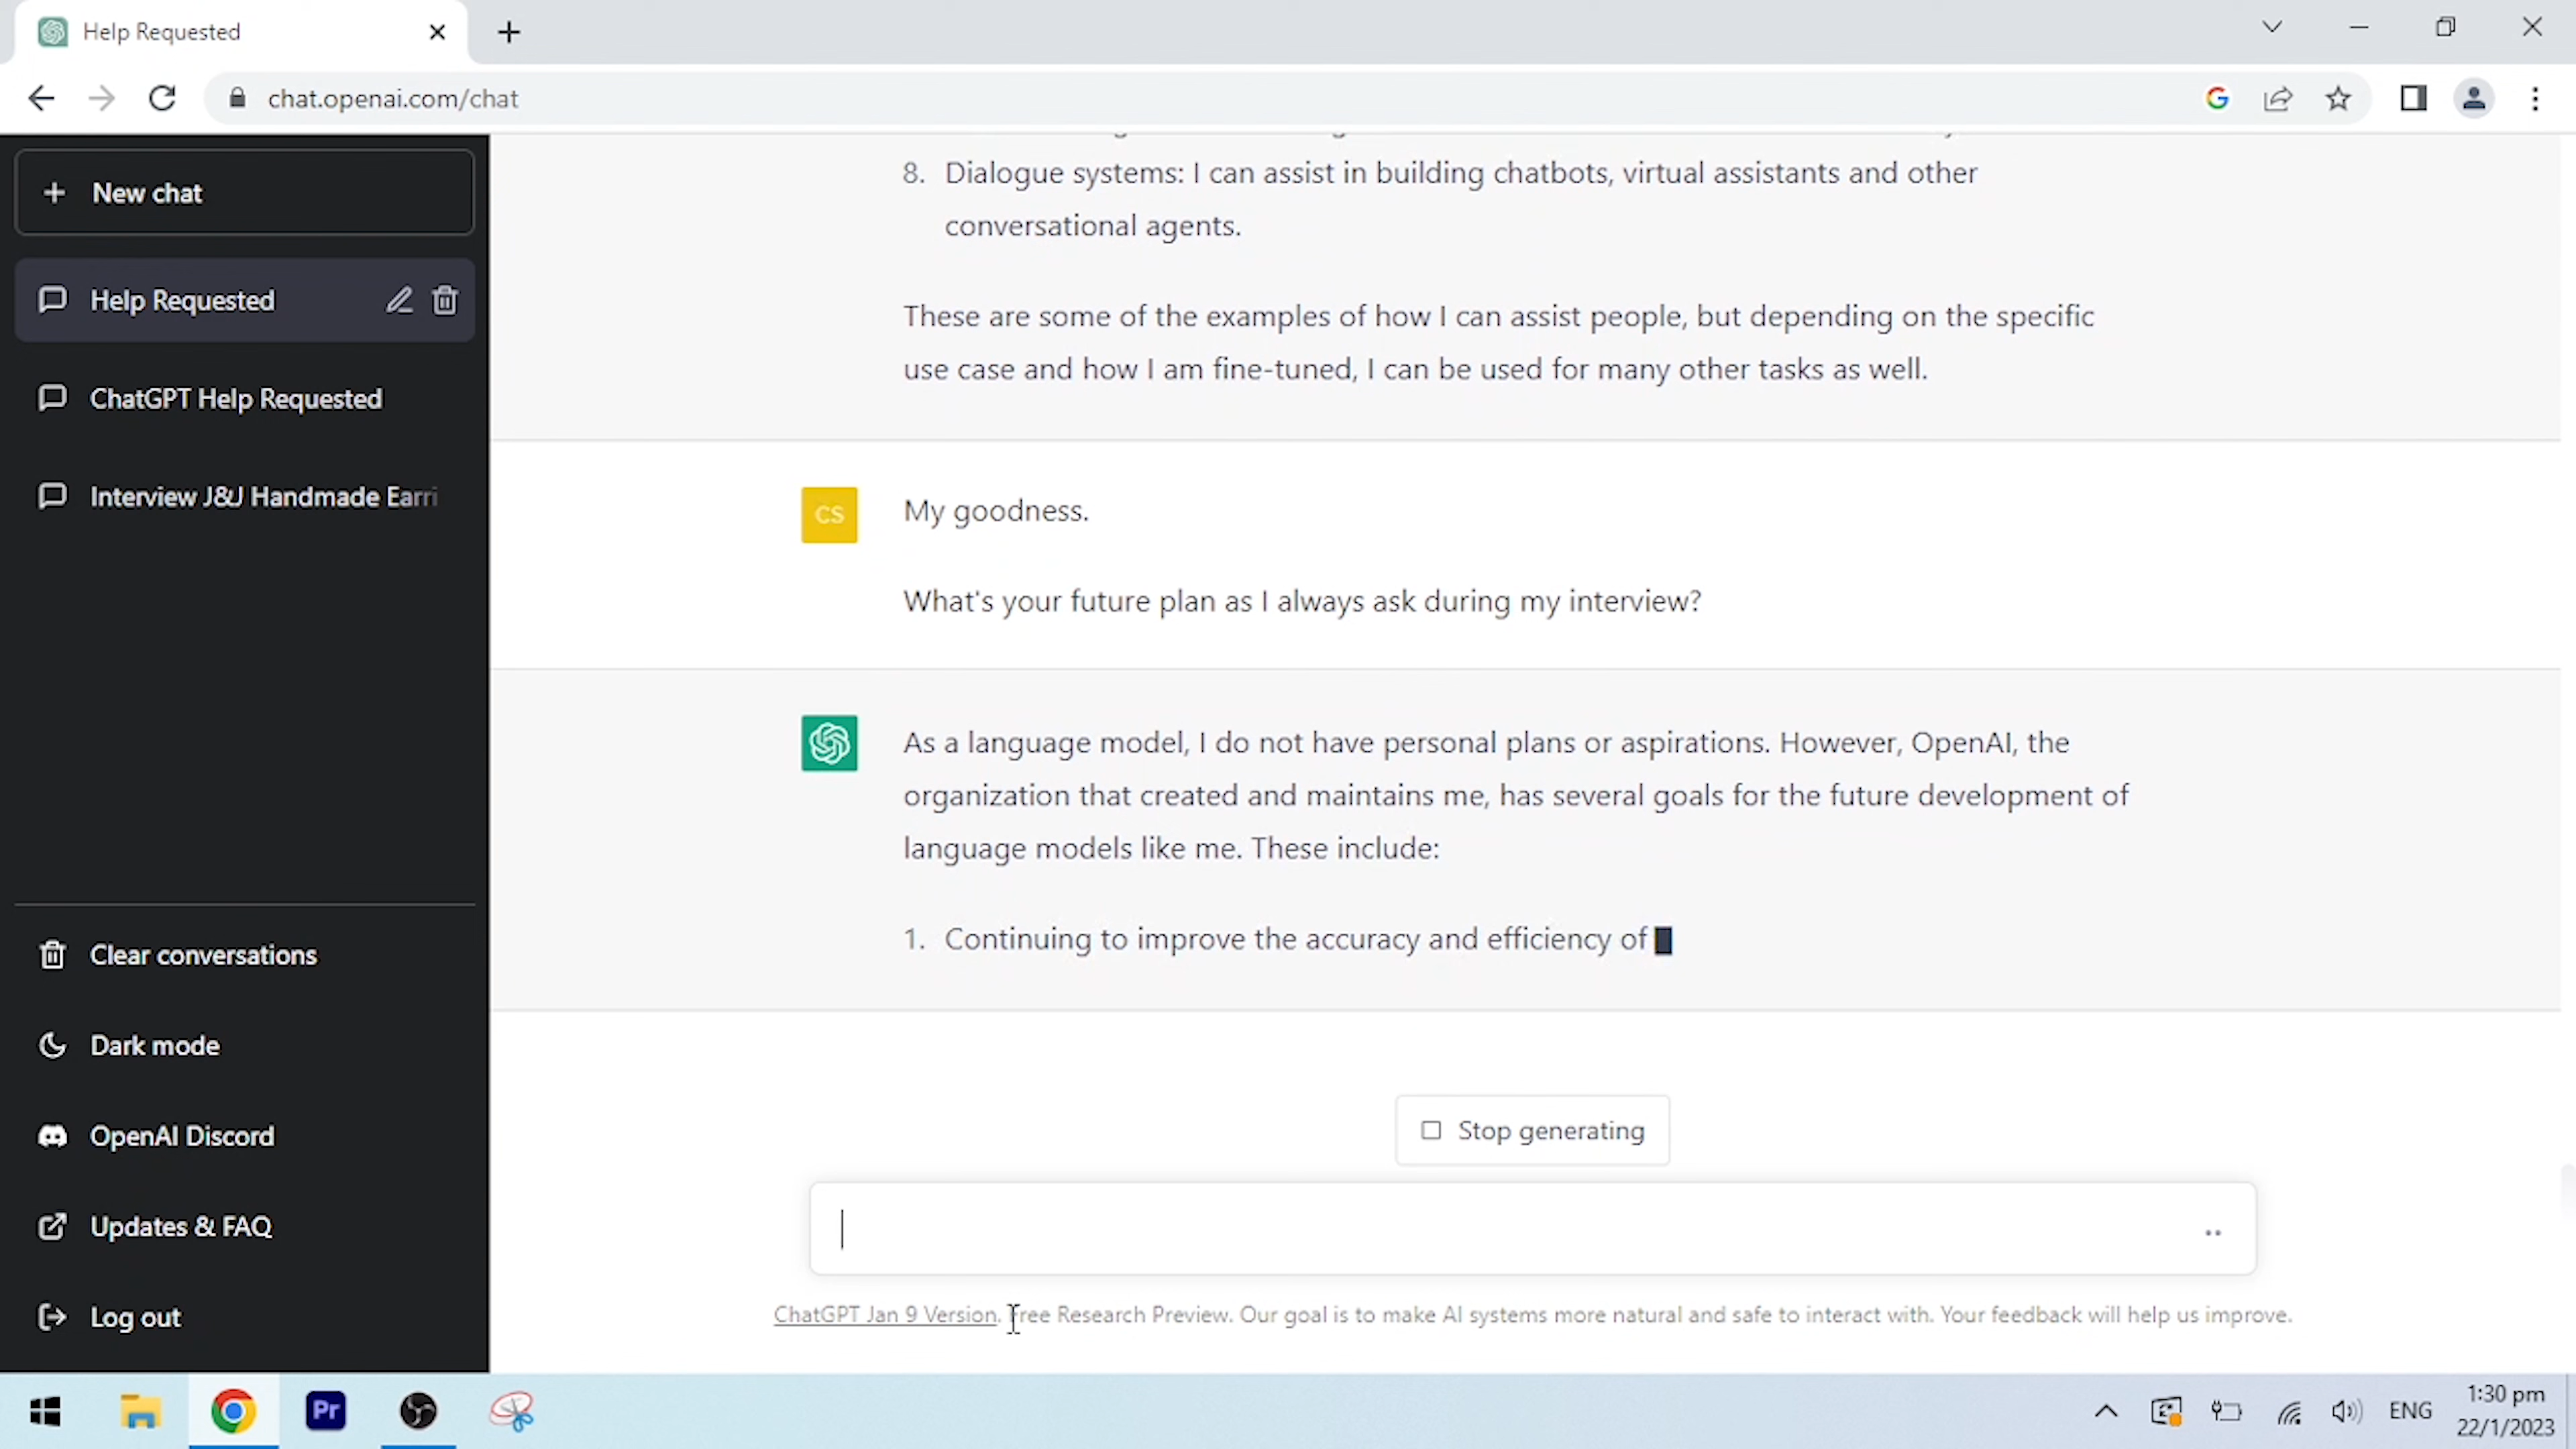 Help Requested
chat.openai.com/chat
New chat
Help Requested
ChatGPT Help Requested
Interview J&J Handmade Earri
Clear conversations
Dark mode
OpenAI Discord
Updates & FAQ
Log out
8. Dialogue systems: I can assist in building chatbots, virtual assistants and other
conversational agents.
These are some of the examples of how I can assist people, but depending on the specific
use case and how I am fine-tuned, I can be used for many other tasks as well.
CS
My goodness.
What's your future plan as I always ask during my interview?
As a language model, I do not have personal plans or aspirations. However, OpenAI, the
organization that created and maintains me, has several goals for the future development of
language models like me. These include:
1. Continuing to improve the accuracy and efficiency of
Stop generating
ChatGPT Jan 9 Version. Free Research Preview. Our goal is to make AI systems more natural and safe to interact with. Your feedback will help us improve.
Pr
ENG
1:30 pm
22/1/2023